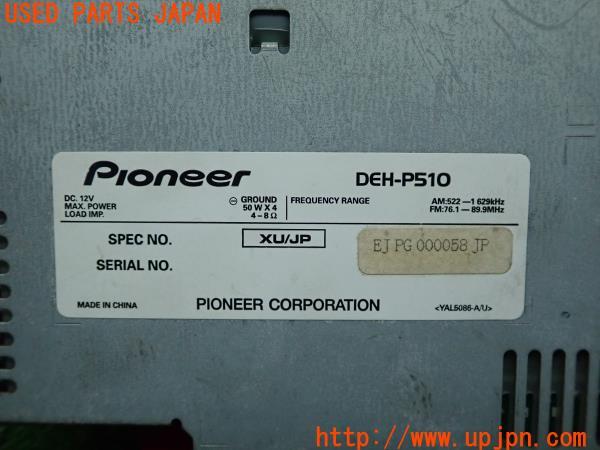 USED PARTS JAPAN
Pioneer DEH-P510
DC. 12V ⊖ GROUND FREQUENCY RANGE AM:522 —1 629kHz
MAX. POWER 50 W X 4 FM:76.1— 89.9MHz
LOAD IMP. 4 – 8 Ω
SPEC NO. XU/JP EJ PG 000058 JP
SERIAL NO.
MADE IN CHINA PIONEER CORPORATION <YAL5086-A/U>
(U.P.J)
http://www.upjpn.com/